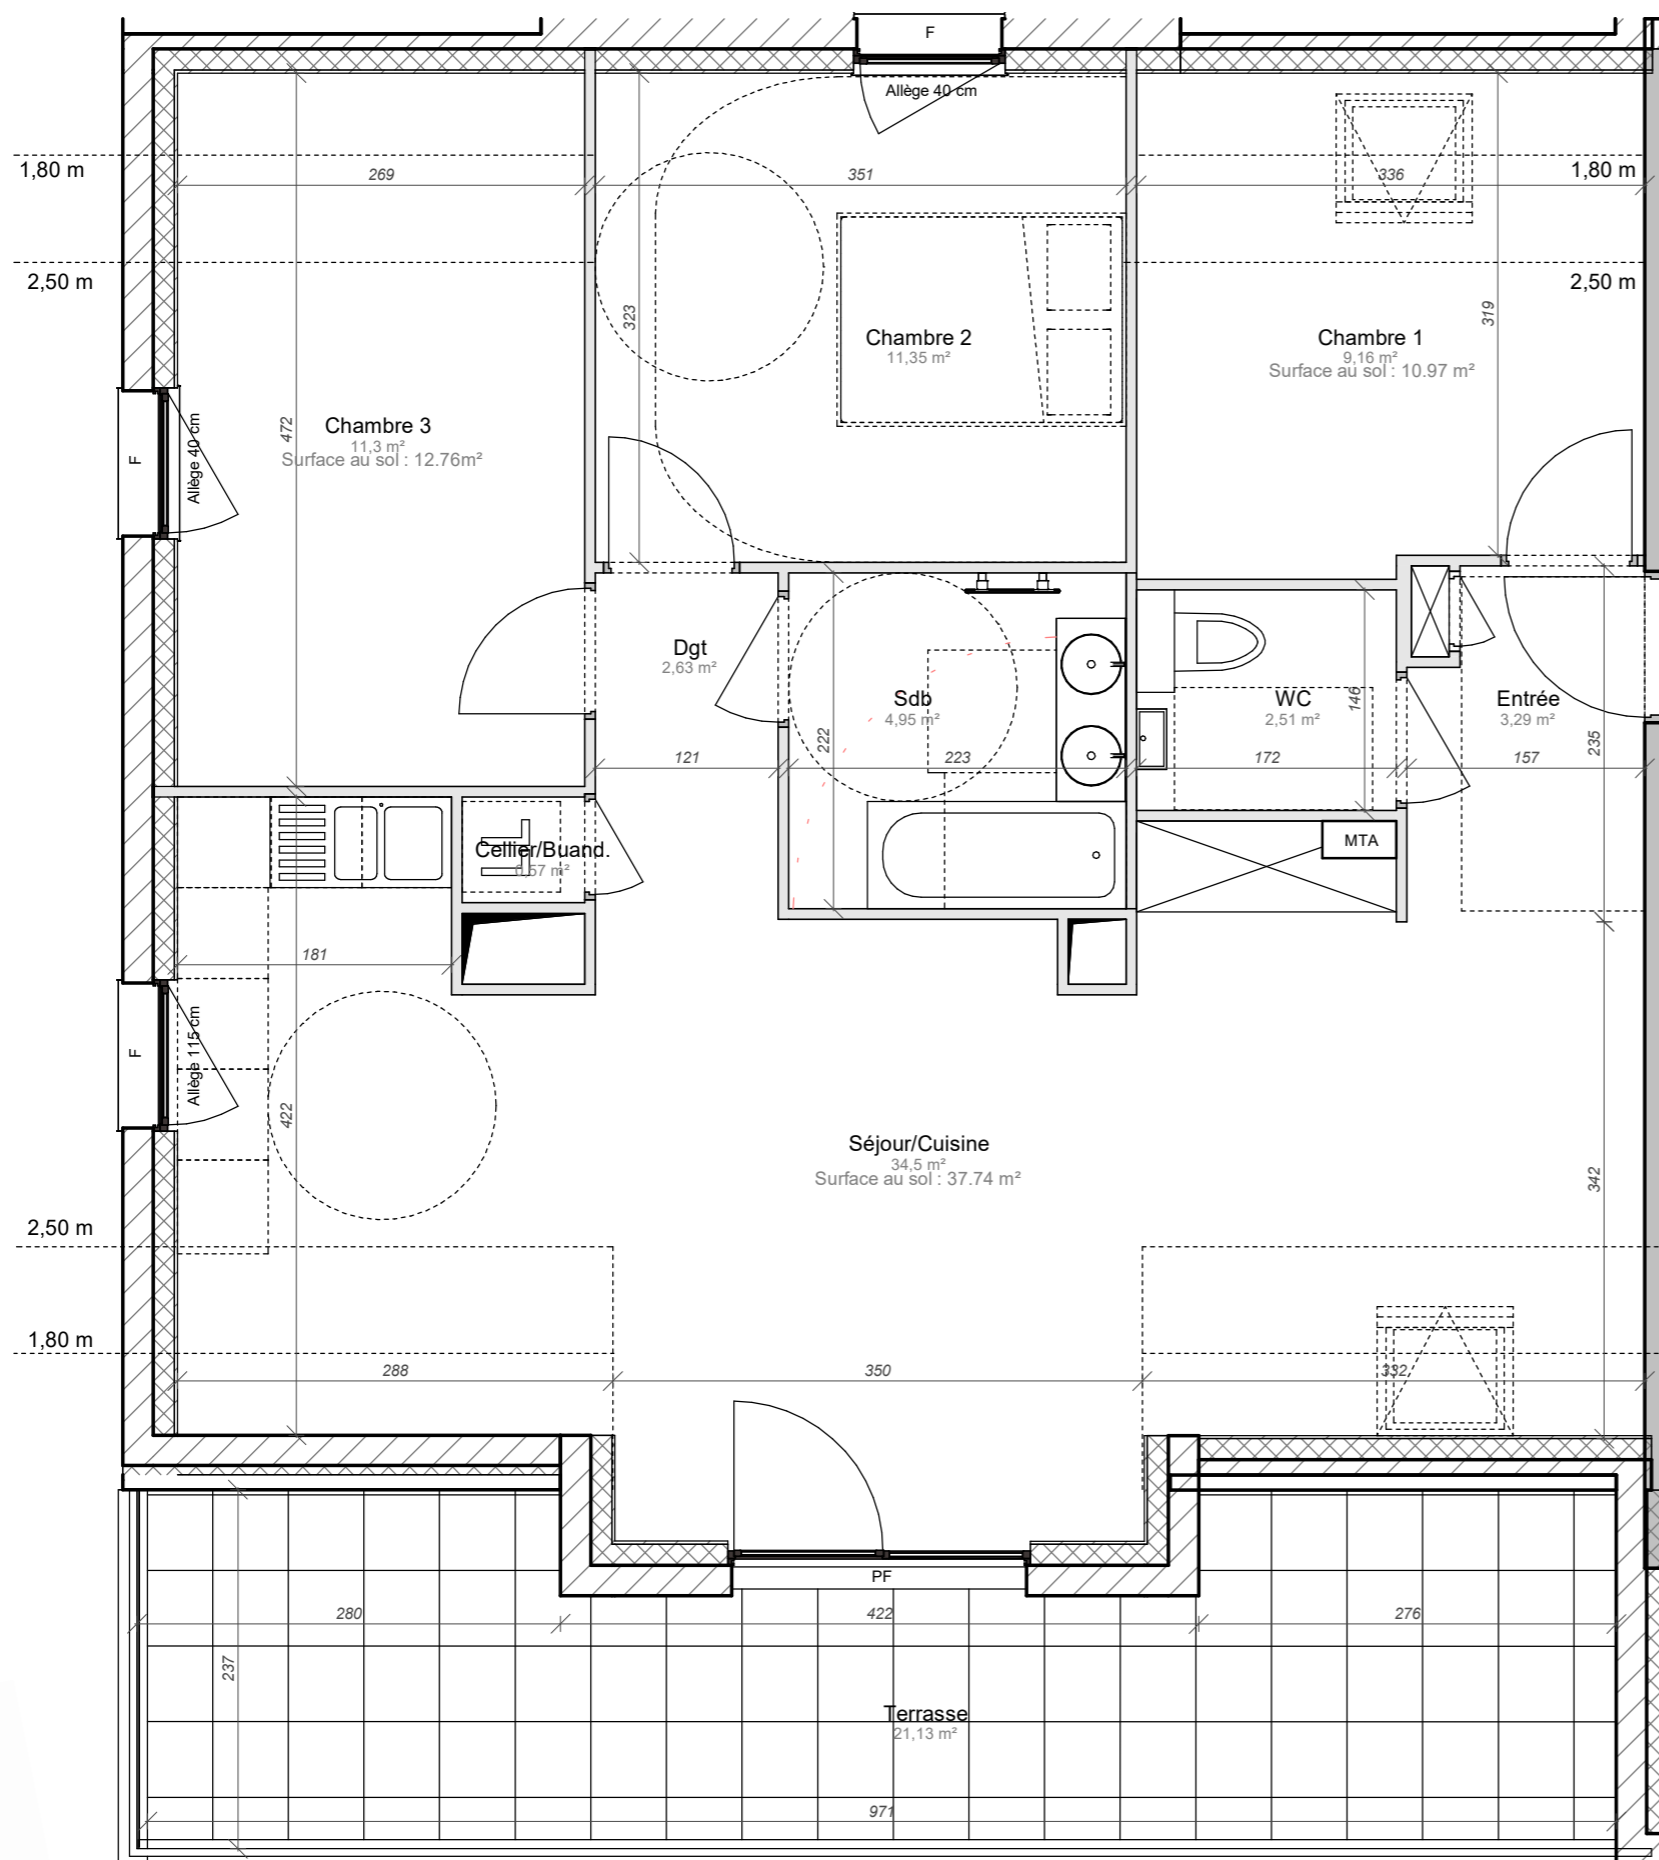 F
Allège 40 cm
1,80 m
269
351
336
1,80 m
2,50 m
2,50 m
323
319
Chambre 2
11,35 m²
Chambre 1
9,16 m²
Surface au sol : 10.97 m²
Chambre 3
11,3 m²
Surface au sol : 12.76m²
472
F
Allège 40 cm
Dgt
2,63 m²
Sdb
4,95 m²
WC
2,51 m²
146
Entrée
3,29 m²
222
235
121
223
172
157
MTA
Cellier/Buand.
0,57 m²
181
F
Allège 115 cm
422
Séjour/Cuisine
34,5 m²
Surface au sol : 37.74 m²
342
2,50 m
1,80 m
288
350
332
PF
280
422
276
237
Terrasse
21,13 m²
971